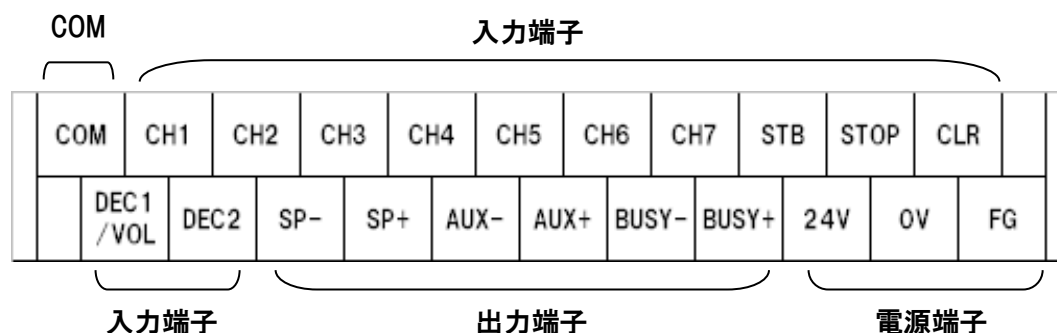 COM 入力端子
COM CH1 CH2 CH3 CH4 CH5 CH6 CH7 STB STOP CLR
DEC1
/VOL DEC2 SP- SP+ AUX- AUX+ BUSY- BUSY+ 24V 0V FG
入力端子 出力端子 電源端子